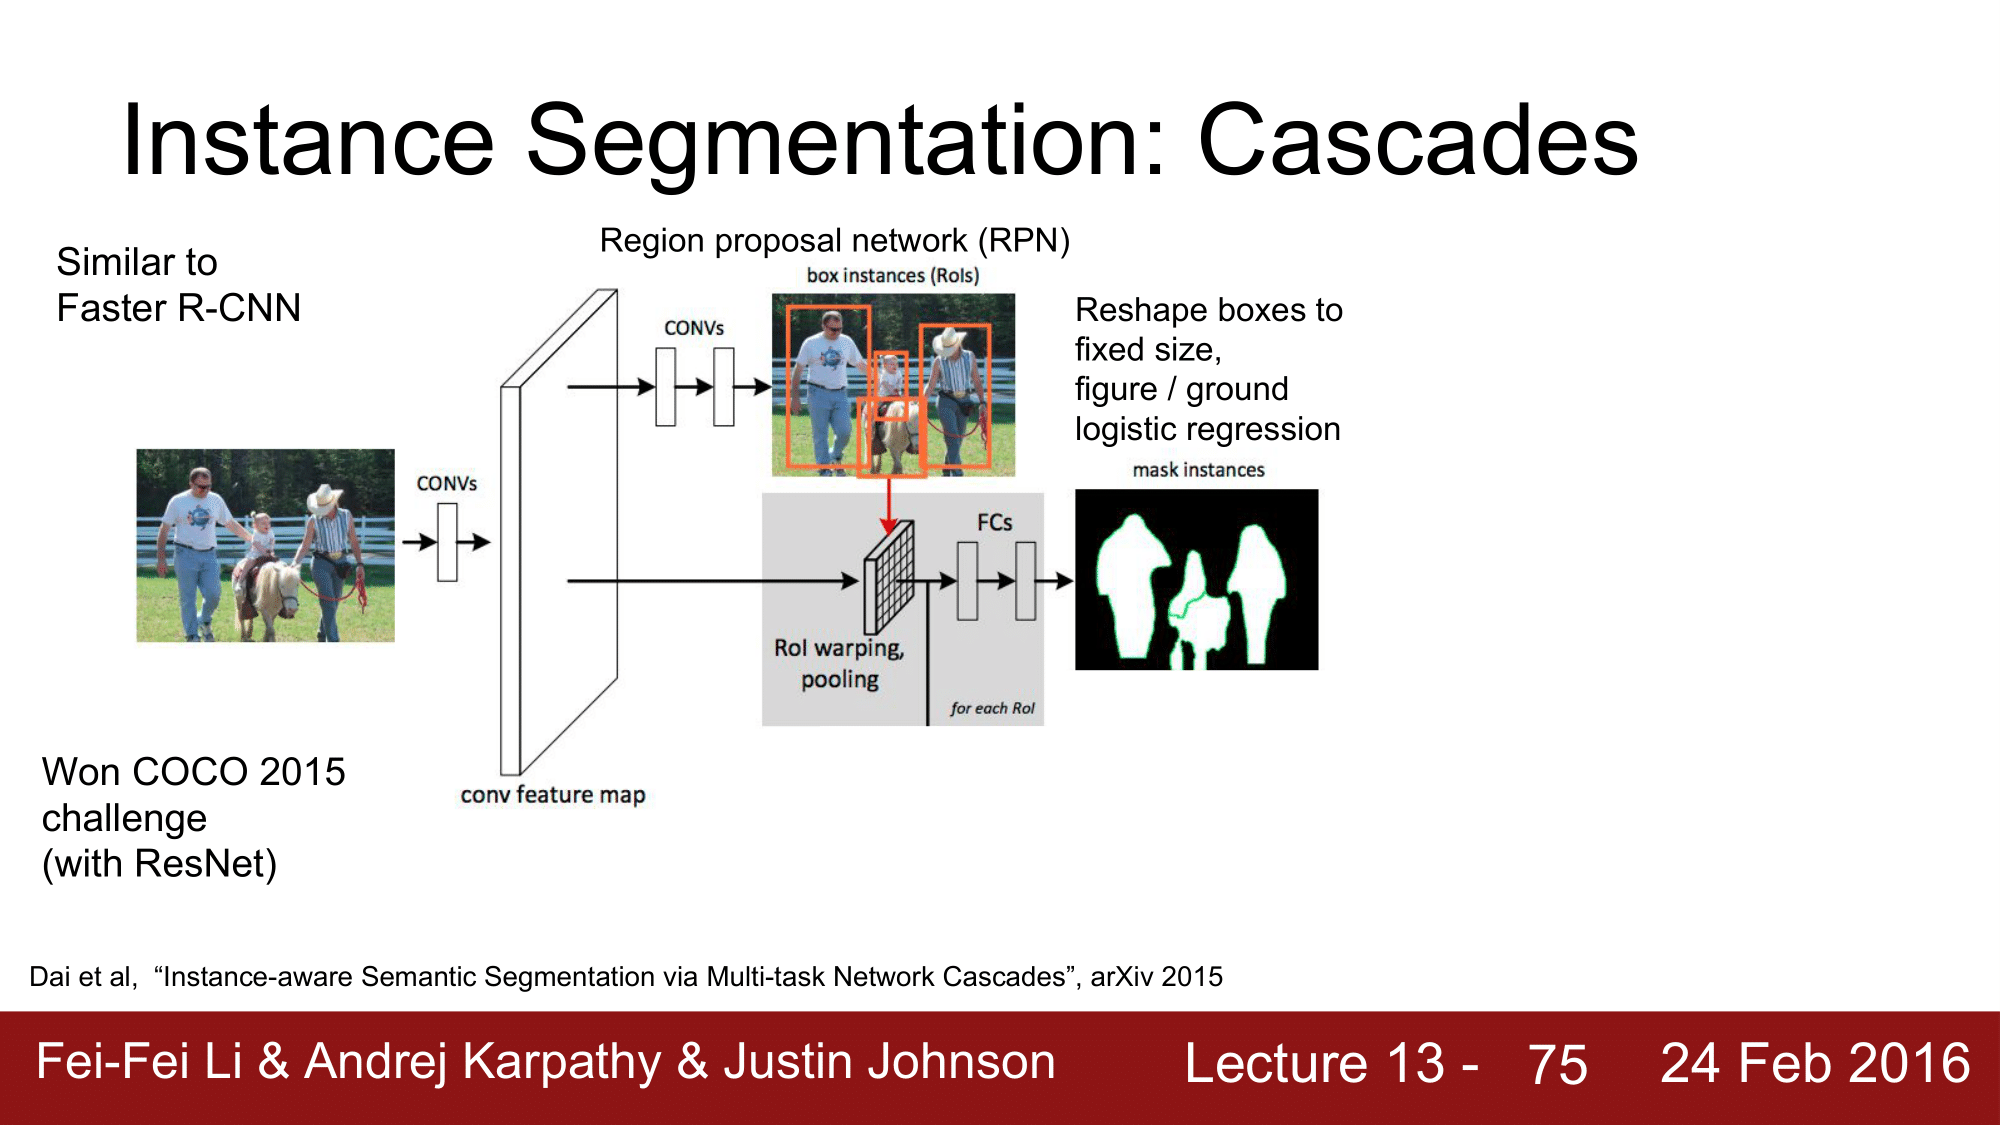 Instance Segmentation: Cascades
Similar to
Faster R-CNN
Region proposal network (RPN)
box instances (RoIs)
CONVs
Reshape boxes to
fixed size,
figure / ground
logistic regression
mask instances
CONVs
FCs
RoI warping,
pooling
for each RoI
conv feature map
Won COCO 2015
challenge
(with ResNet)
Dai et al,  “Instance-aware Semantic Segmentation via Multi-task Network Cascades”, arXiv 2015
Fei-Fei Li & Andrej Karpathy & Justin Johnson
Lecture 13 -
75
24 Feb 2016